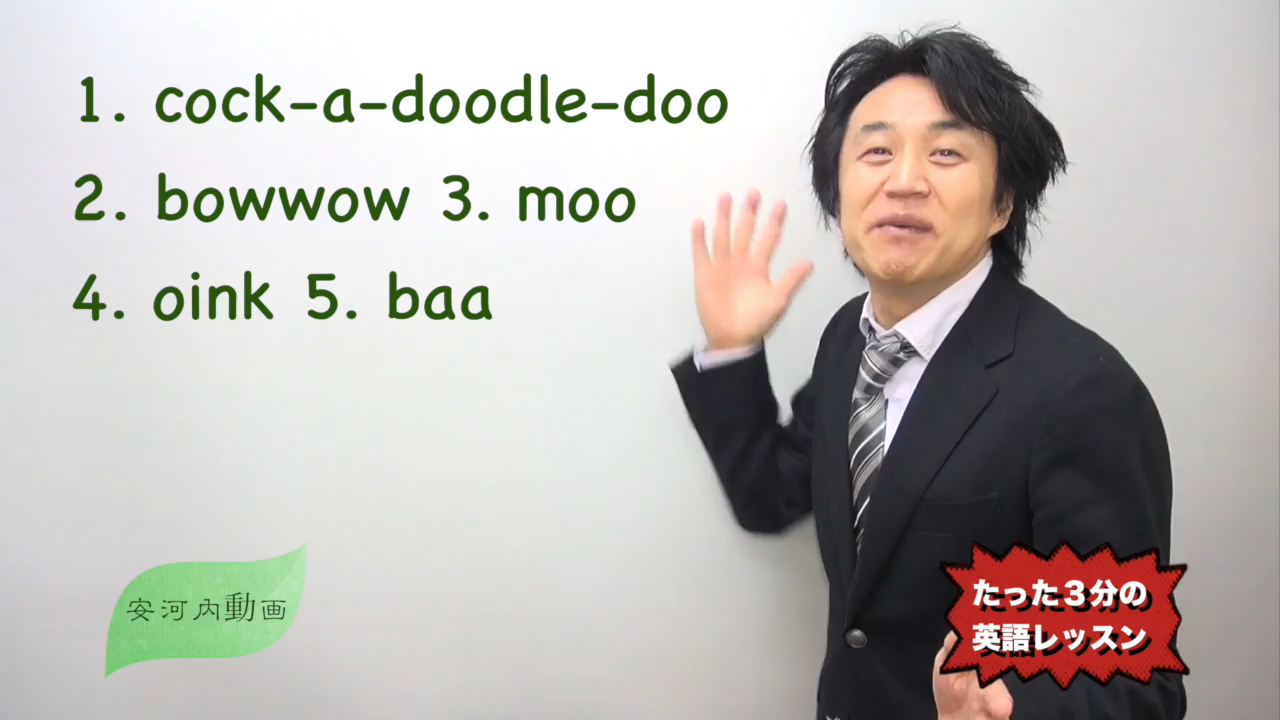 1. cock-a-doodle-doo
2. bowwow 3. moo
4. oink 5. baa
安河内動画
たった3分の
英語レッスン